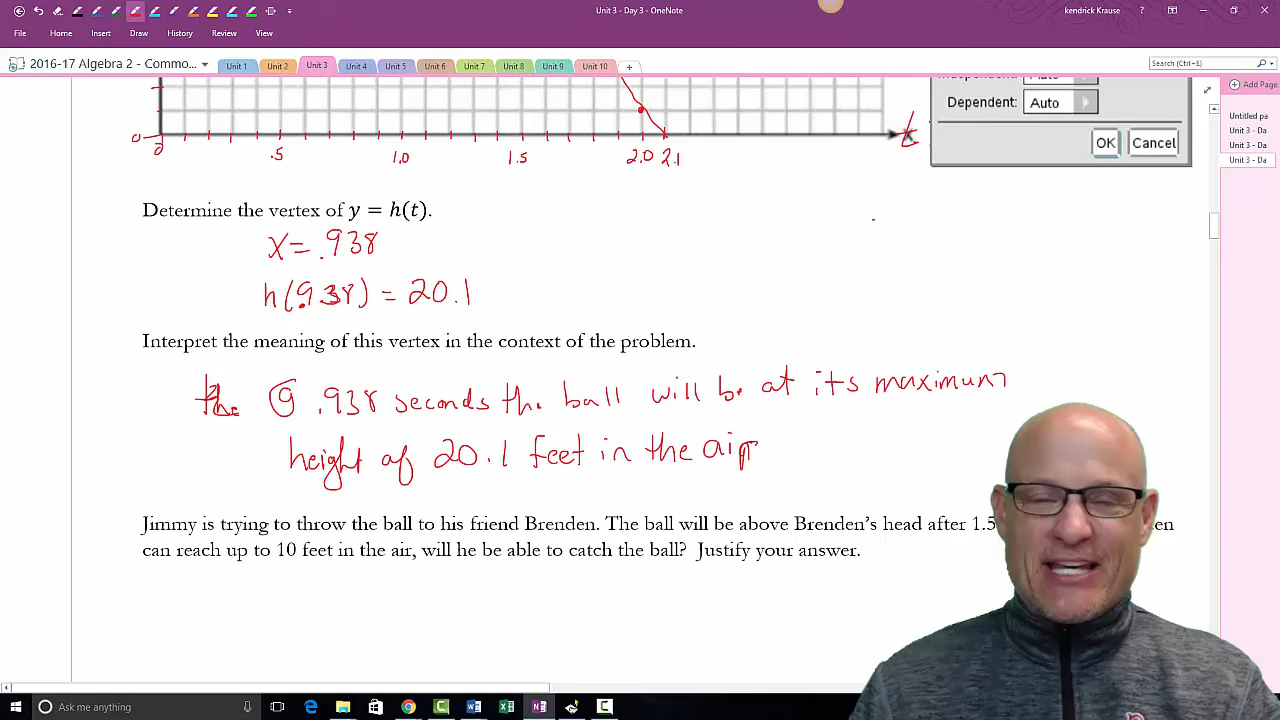 Unit 3 - Day 3 - OneNote
kendrick Krause
?
File Home Insert Draw History Review View
2016-17 Algebra 2 - Commo...
Unit 1 Unit 2 Unit 3 Unit 4 Unit 5 Unit 6 Unit 7 Unit 8 Unit 9 Unit 10 +
Search (Ctrl+E)
Add Page
Untitled pa
Unit 3 - Da
Unit 3 - Da
Unit 3 - Da
Dependent: Auto
OK Cancel
0
0 .5 1.0 1.5 2.0 2.1
t
Determine the vertex of y = h(t).
x = .938
h(.938) = 20.1
Interpret the meaning of this vertex in the context of the problem.
the @ .938 seconds the ball will be at its maximum
height of 20.1 feet in the air
Jimmy is trying to throw the ball to his friend Brenden. The ball will be above Brenden's head after 1.5
can reach up to 10 feet in the air, will he be able to catch the ball? Justify your answer.
Ask me anything